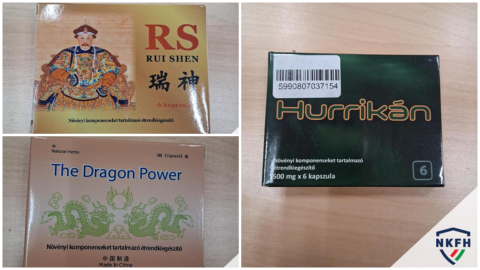 RS
RUI SHEN
瑞神
6 kapszula
Növényi komponenseket tartalmazó étrendkiegészítő
Natural Herbs
The Dragon Power
Növényi komponenseket tartalmazó étrendkiegészítő
中国制造
Made In China
5990807037154
Hurrikán
Növényi komponenseket tartalmazó
étrendkiegészítő
500 mg x 6 kapszula
6
NKFH